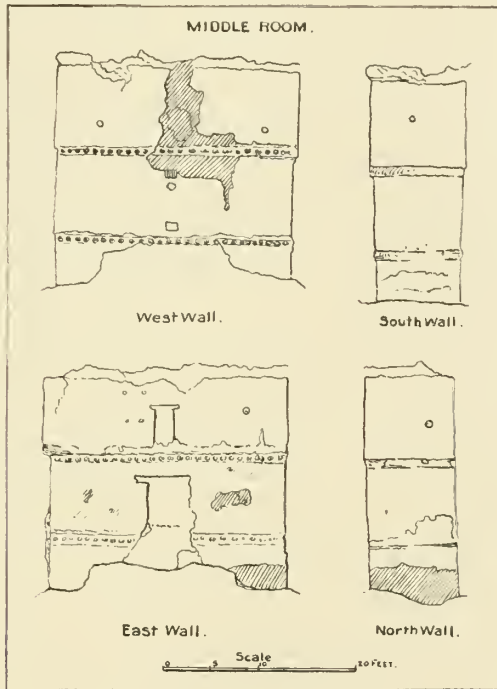 MIDDLE ROOM.
West Wall.
South Wall.
East Wall.
North Wall.
Scale
0 5 10 20 FEET.